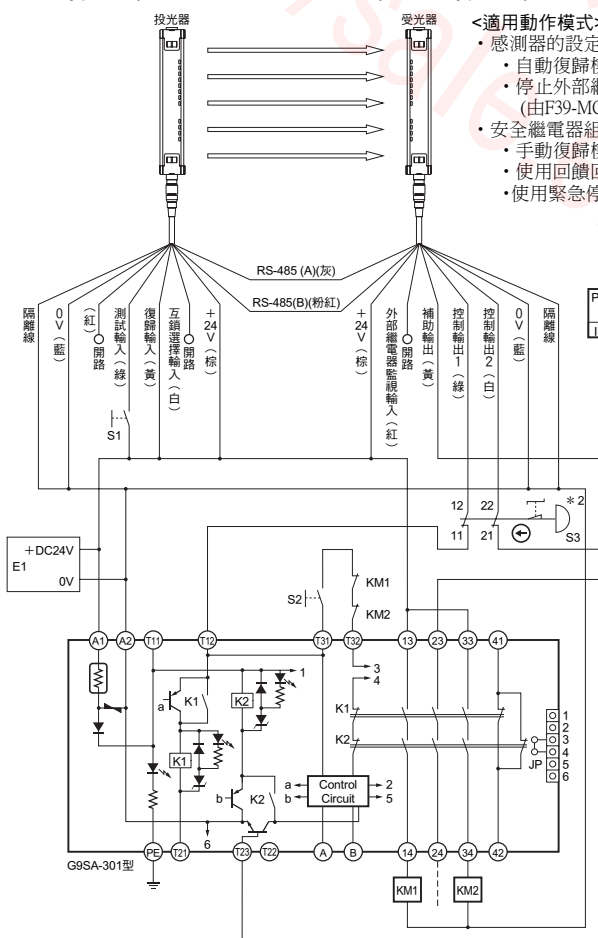 投光器
受光器
<適用動作模式>
・感測器的設定
・自動復歸模
・停止外部繼
(由F39-MC
・安全繼電器組
・手動復歸模
・使用回饋回
・使用緊急停
RS-485 (A)(灰)
RS-485(B)(粉紅)
隔離線
0V(藍)
(紅)
開路
測試輸入(綠)
復歸輸入(黃)
互鎖選擇輸入(白)
開路
+24V(棕)
+24V(棕)
外部繼電器監視輸入(紅)
開路
補助輸出(黃)
控制輸出1(綠)
控制輸出2(白)
0V(藍)
隔離線
P
S1
12 22 *2
11 21 S3
+DC24V
E1
0V
S2
KM1
KM2
A1 A2 T11 T12 T31 T32 13 23 33 41
1
3
4
a K1
K2
K1
K1
K2
b K2
a Control Circuit 2
b 5
6
JP
1
2
3
4
5
6
PE T21 T23 T22 A B 14 24 34 42
G9SA-301型
KM1 KM2